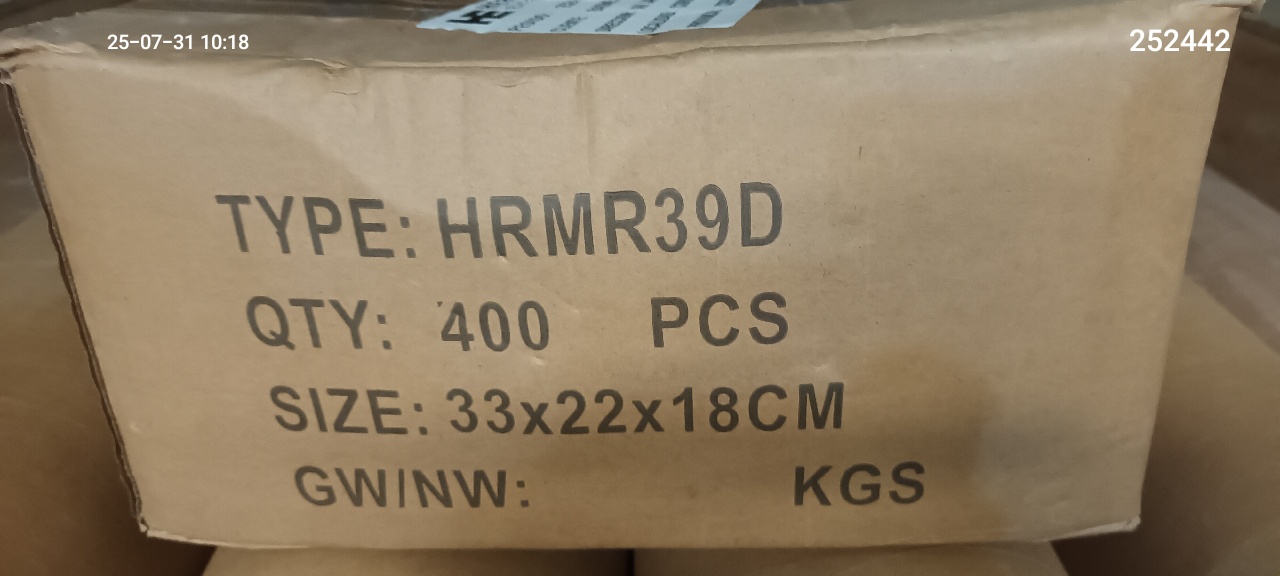 25-07-31 10:18
252442
TYPE: HRMR39D
QTY: 400 PCS
SIZE: 33x22x18CM
GW/NW: KGS